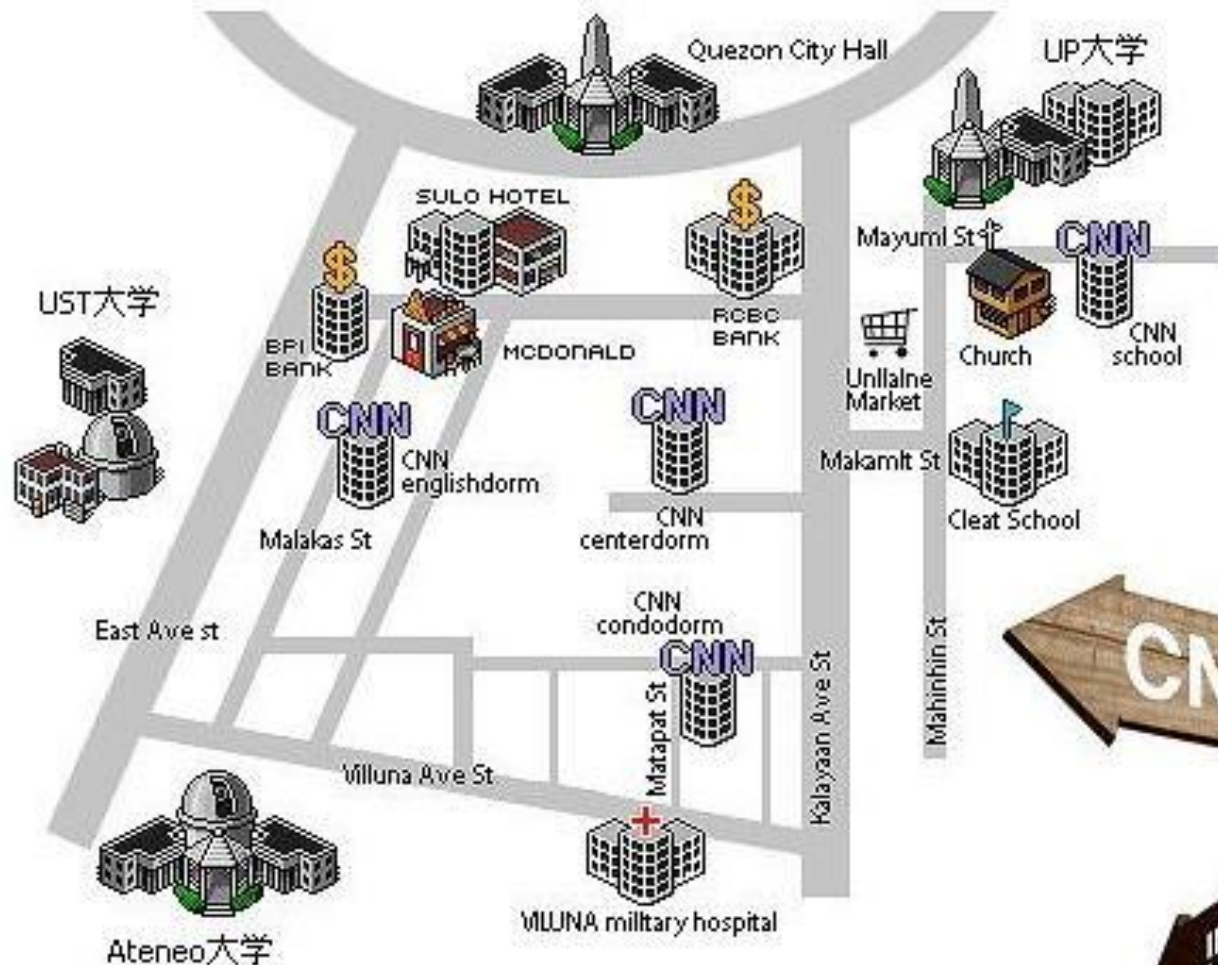 Quezon City Hall
UP大学
SULO HOTEL
$
$
Mayumi St
CNN
UST大学
BPI
BANK
MCDONALD
RCBC
BANK
Unilaine
Market
Church
CNN
school
CNN
CNN
englishdorm
CNN
CNN
centerdorm
Makamit St
Cleat School
Malakas St
East Ave st
CNN
condodorm
CNN
Matapat St
Kalayaan Ave St
Mahinhin St
Villuna Ave St
VILUNA military hospital
Ateneo大学